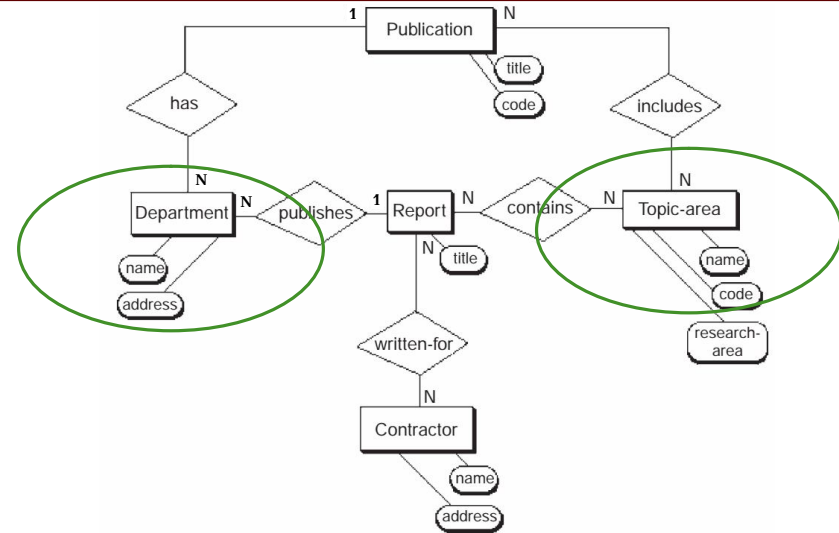 1
Publication
N
title
code
has
includes
N
N
Department
N
publishes
1
Report
N
contains
N
Topic-area
name
address
N
title
name
code
research-
area
written-for
N
Contractor
name
address